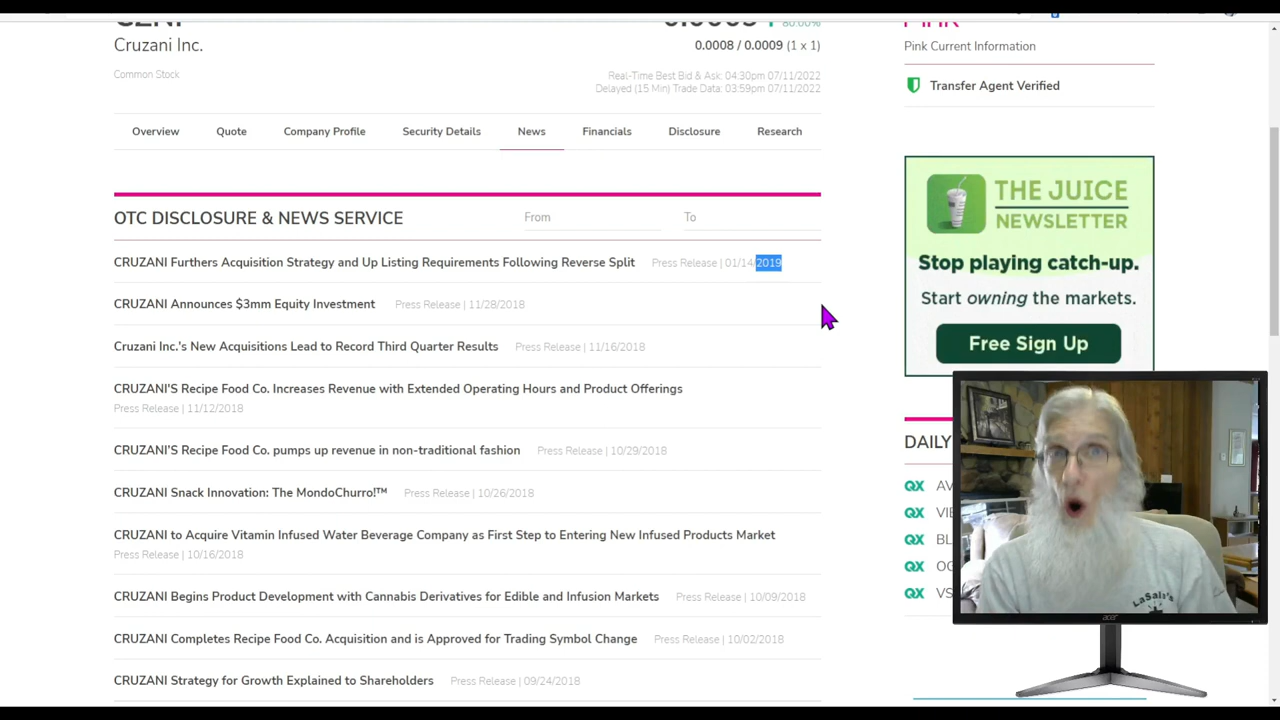 Cruzani Inc.
80.00%
0.0008 / 0.0009 (1 x 1)
Common Stock
Real-Time Best Bid & Ask: 04:30pm 07/11/2022
Delayed (15 Min) Trade Data: 03:59pm 07/11/2022
Pink Current Information
Transfer Agent Verified
Overview Quote Company Profile Security Details News Financials Disclosure Research
OTC DISCLOSURE & NEWS SERVICE From To
CRUZANI Furthers Acquisition Strategy and Up Listing Requirements Following Reverse Split Press Release | 01/14/2019
CRUZANI Announces $3mm Equity Investment Press Release | 11/28/2018
Cruzani Inc.'s New Acquisitions Lead to Record Third Quarter Results Press Release | 11/16/2018
CRUZANI'S Recipe Food Co. Increases Revenue with Extended Operating Hours and Product Offerings
Press Release | 11/12/2018
CRUZANI'S Recipe Food Co. pumps up revenue in non-traditional fashion Press Release | 10/29/2018
CRUZANI Snack Innovation: The MondoChurro!™ Press Release | 10/26/2018
CRUZANI to Acquire Vitamin Infused Water Beverage Company as First Step to Entering New Infused Products Market
Press Release | 10/16/2018
CRUZANI Begins Product Development with Cannabis Derivatives for Edible and Infusion Markets Press Release | 10/09/2018
CRUZANI Completes Recipe Food Co. Acquisition and is Approved for Trading Symbol Change Press Release | 10/02/2018
CRUZANI Strategy for Growth Explained to Shareholders Press Release | 09/24/2018
THE JUICE
NEWSLETTER
Stop playing catch-up.
Start owning the markets.
Free Sign Up
DAILY
QX AV
QX VIE
QX BL
QX OG
QX VS
LaSalt's
acer